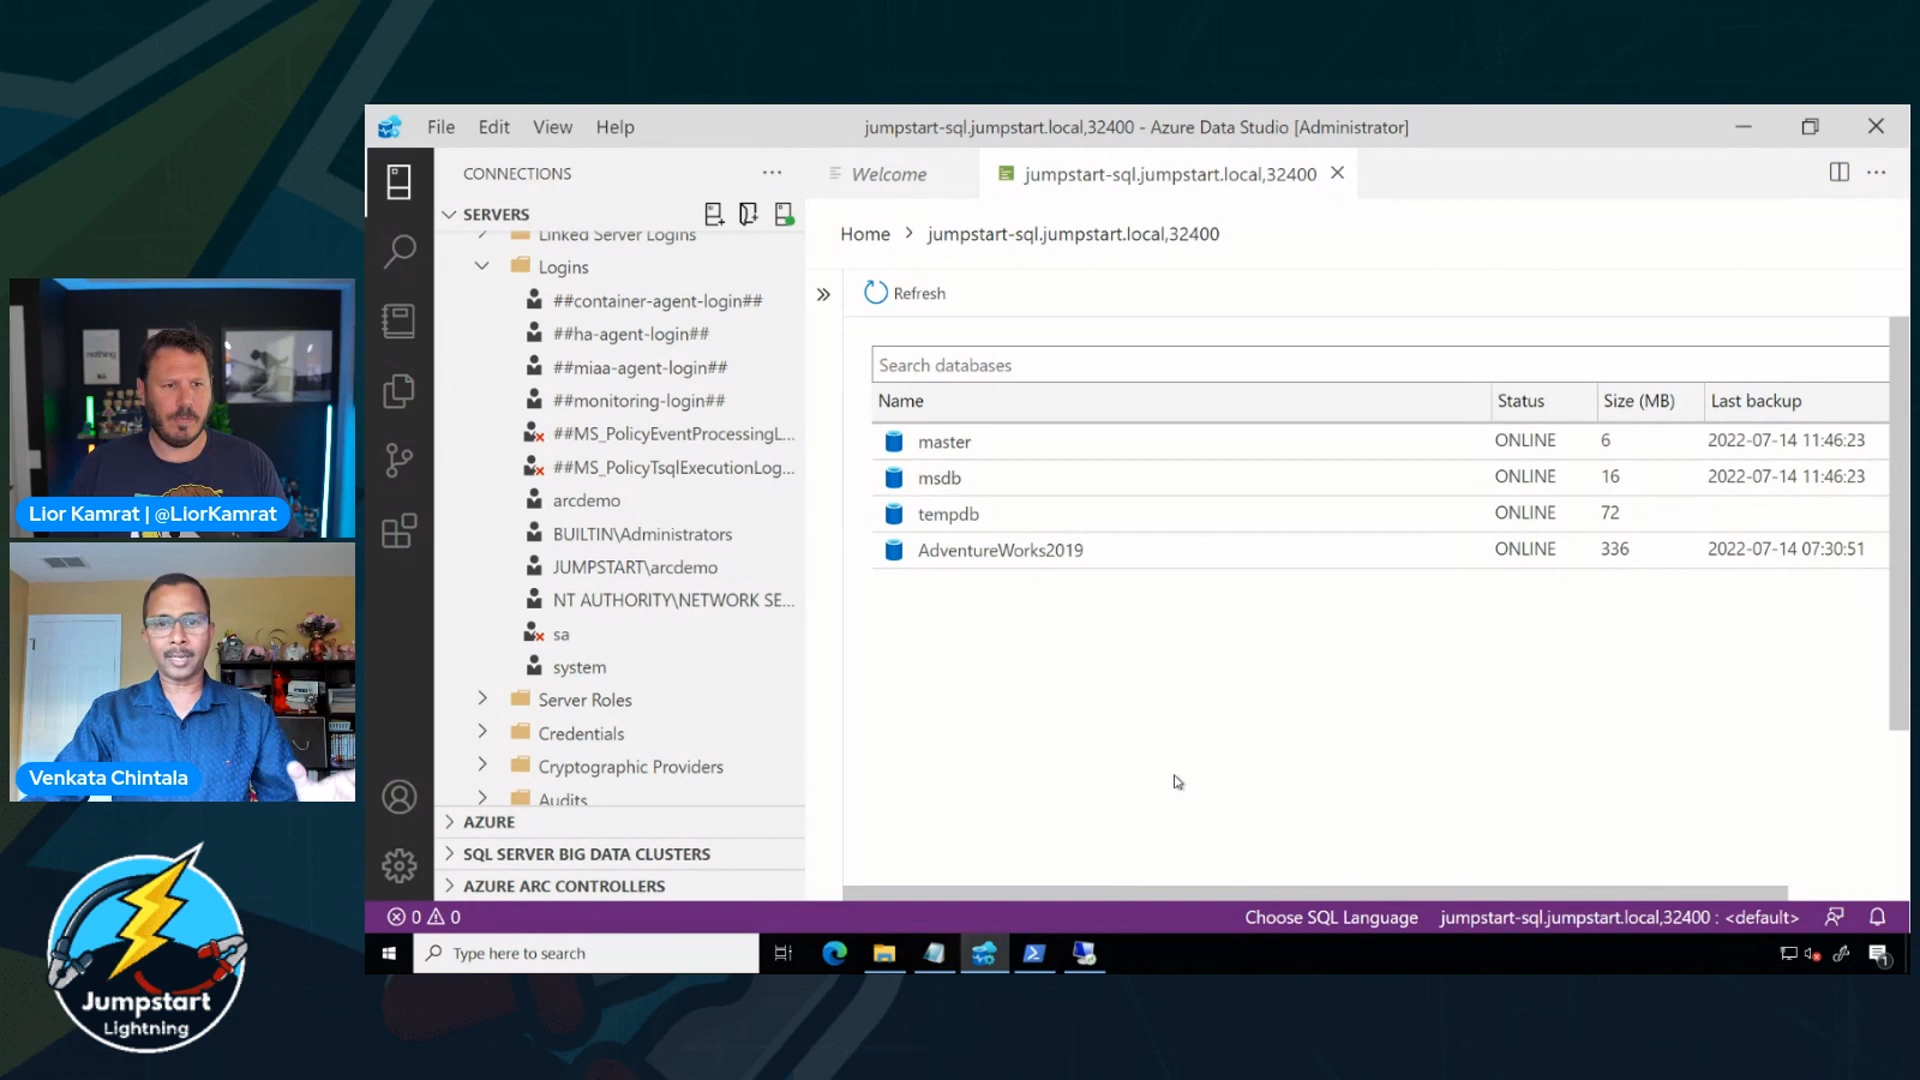 File Edit View Help
jumpstart-sql.jumpstart.local,32400 - Azure Data Studio [Administrator]
CONNECTIONS
Welcome
jumpstart-sql.jumpstart.local,32400
SERVERS
Linked Server Logins
Logins
##container-agent-login##
##ha-agent-login##
##miaa-agent-login##
##monitoring-login##
##MS_PolicyEventProcessingL...
##MS_PolicyTsqlExecutionLog...
arcdemo
BUILTIN\Administrators
JUMPSTART\arcdemo
NT AUTHORITY\NETWORK SE...
sa
system
Server Roles
Credentials
Cryptographic Providers
Audits
AZURE
SQL SERVER BIG DATA CLUSTERS
AZURE ARC CONTROLLERS
Home > jumpstart-sql.jumpstart.local,32400
Refresh
Search databases
Name Status Size (MB) Last backup
master ONLINE 6 2022-07-14 11:46:23
msdb ONLINE 16 2022-07-14 11:46:23
tempdb ONLINE 72
AdventureWorks2019 ONLINE 336 2022-07-14 07:30:51
0 0
Choose SQL Language
jumpstart-sql.jumpstart.local,32400 : <default>
Type here to search
1
nothing
Lior Kamrat | @LiorKamrat
Venkata Chintala
Jumpstart
Lightning